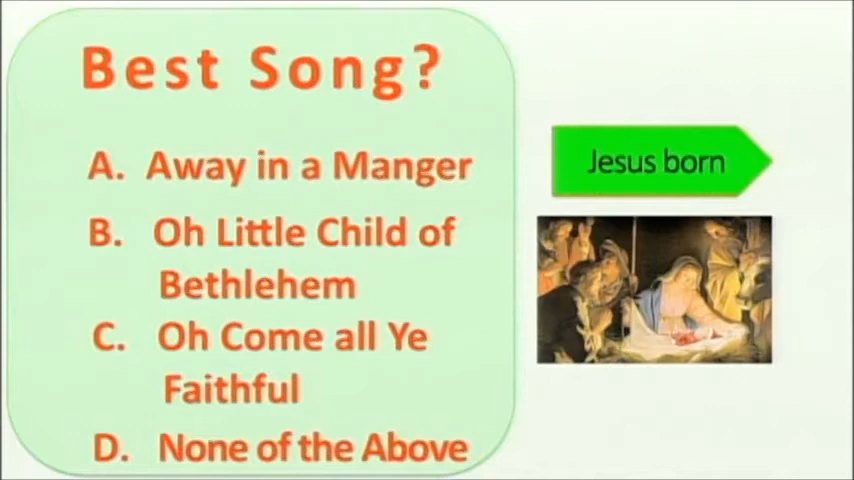 Best Song?
A. Away in a Manger
B. Oh Little Child of
Bethlehem
C. Oh Come all Ye
Faithful
D. None of the Above
Jesus born